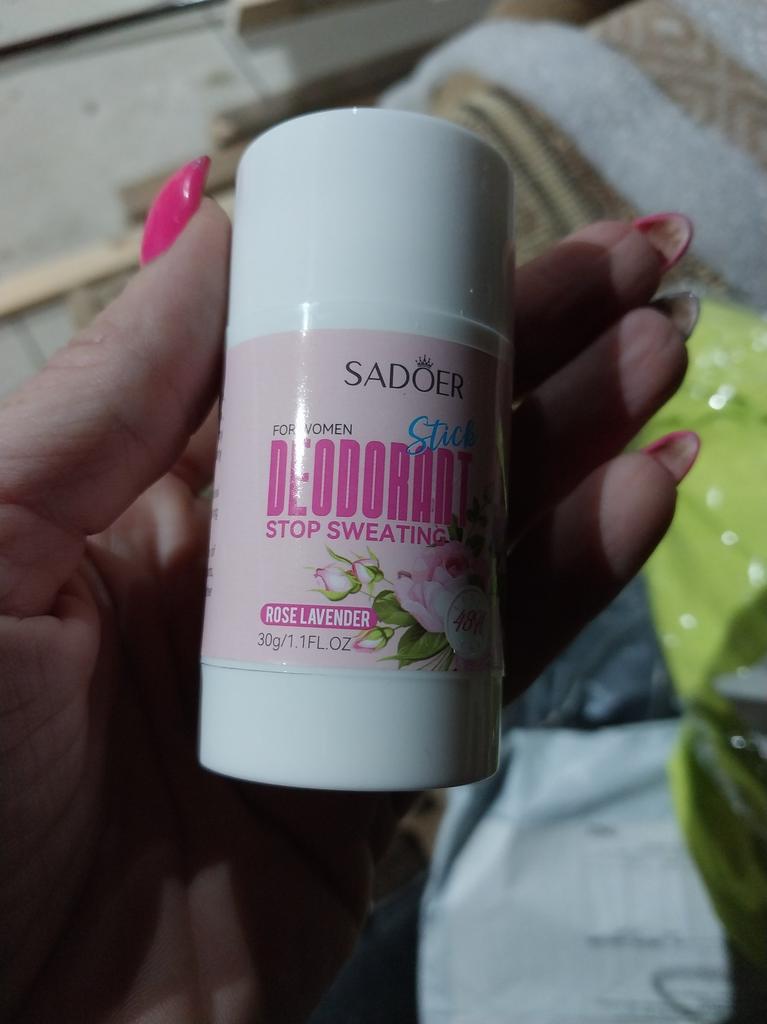 SADOER
FOR WOMEN
Stick
DEODORANT
STOP SWEATING
ROSE LAVENDER
48H
30g/1.1FL.OZ